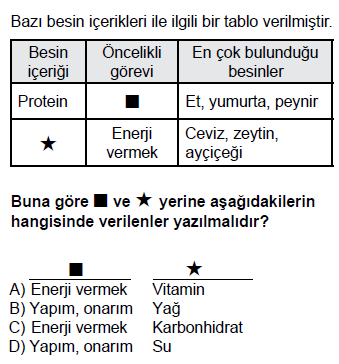 Bazı besin içerikleri ile ilgili bir tablo verilmiştir.
Besin içeriği
Öncelikli görevi
En çok bulunduğu besinler
Protein ■ Et, yumurta, peynir
★ Enerji vermek Ceviz, zeytin, ayçiçeği
Buna göre ■ ve ★ yerine aşağıdakilerin
hangisinde verilenler yazılmalıdır?
■ ★
A) Enerji vermek Vitamin
B) Yapım, onarım Yağ
C) Enerji vermek Karbonhidrat
D) Yapım, onarım Su